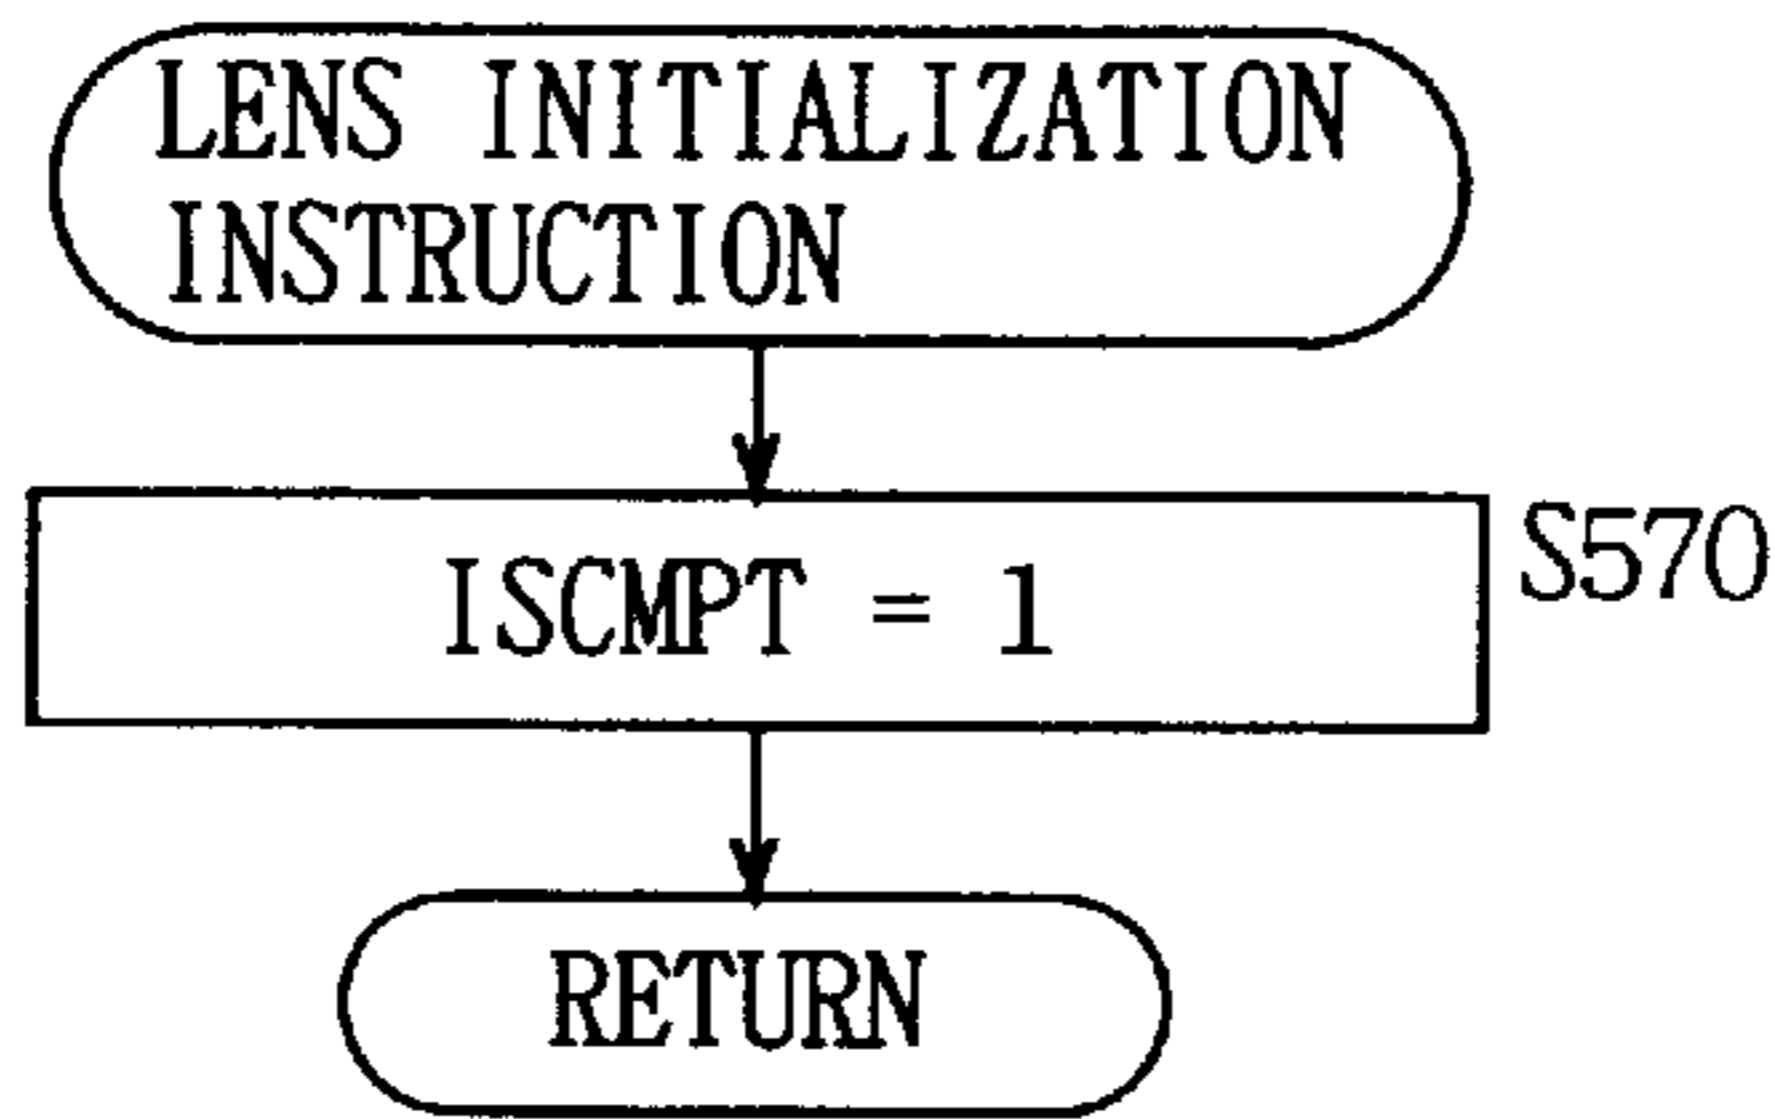 LENS INITIALIZATION
INSTRUCTION
ISCMPT = 1
S570
RETURN